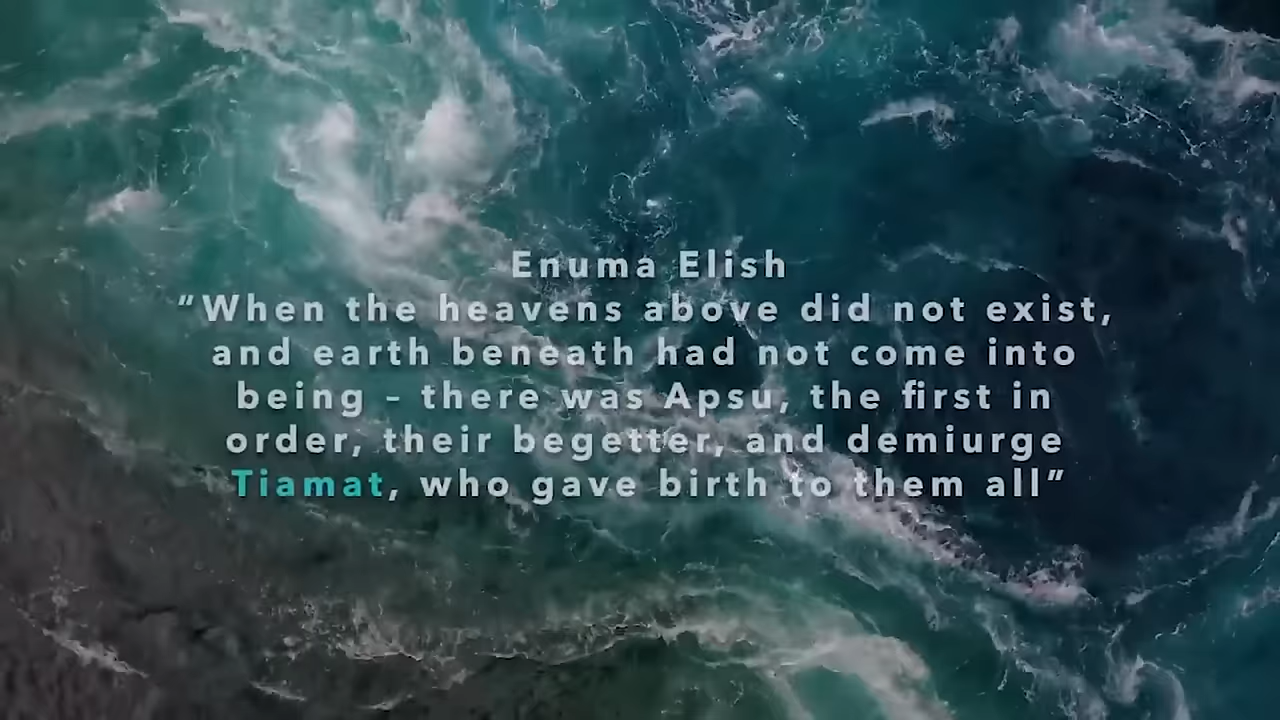 Enuma Elish
“When the heavens above did not exist,
and earth beneath had not come into
being – there was Apsu, the first in
order, their begetter, and demiurge
Tiamat, who gave birth to them all”